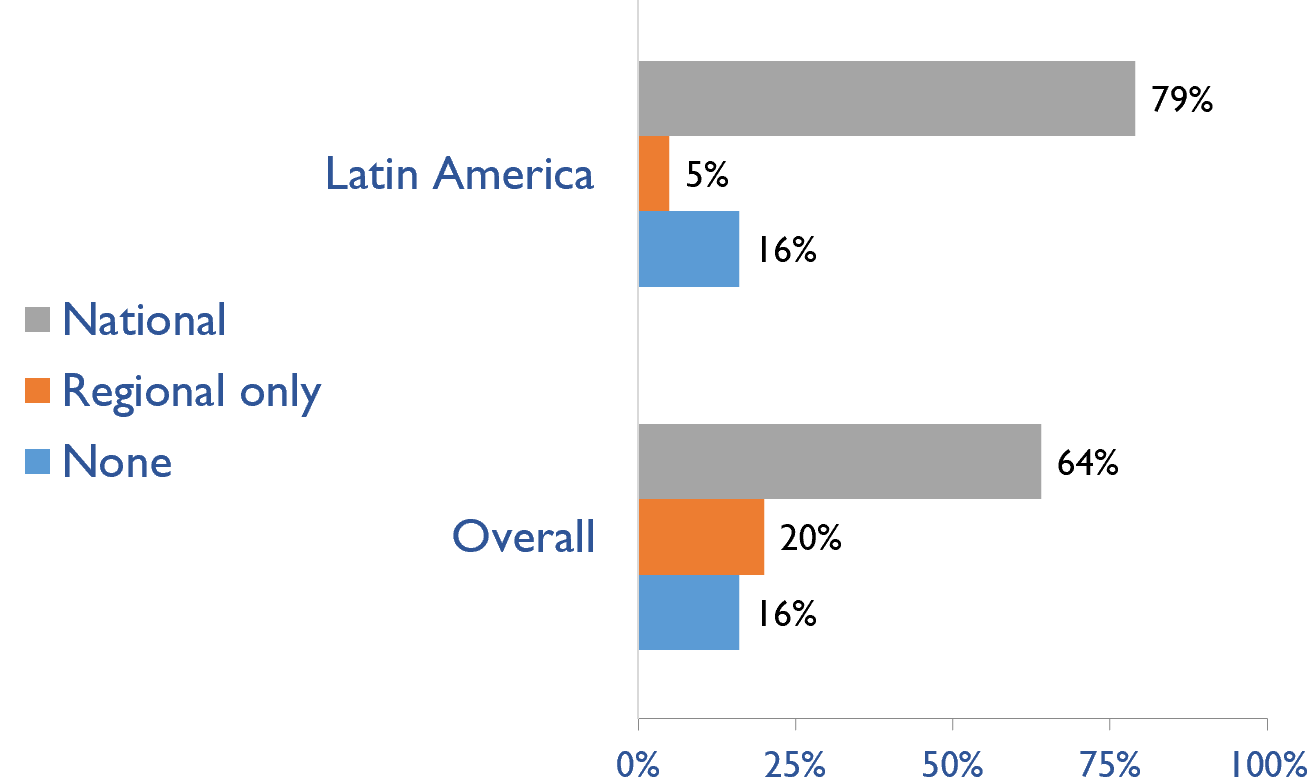 79%
Latin America
5%
16%
National
Regional only
None
64%
Overall
20%
16%
0% 25% 50% 75% 100%